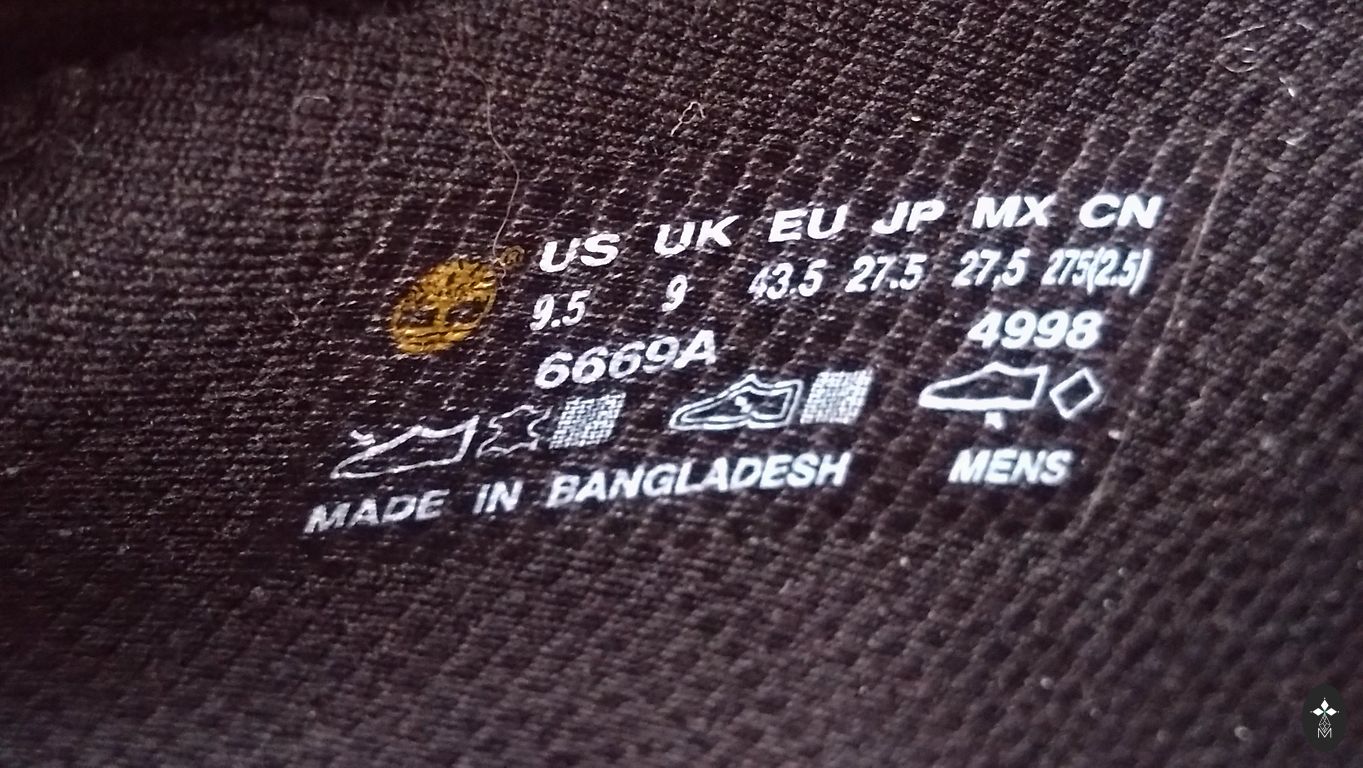 US UK EU JP MX CN
9.5 9 43.5 27.5 27,5 275(2.5)
6669A 4998
MADE IN BANGLADESH MENS